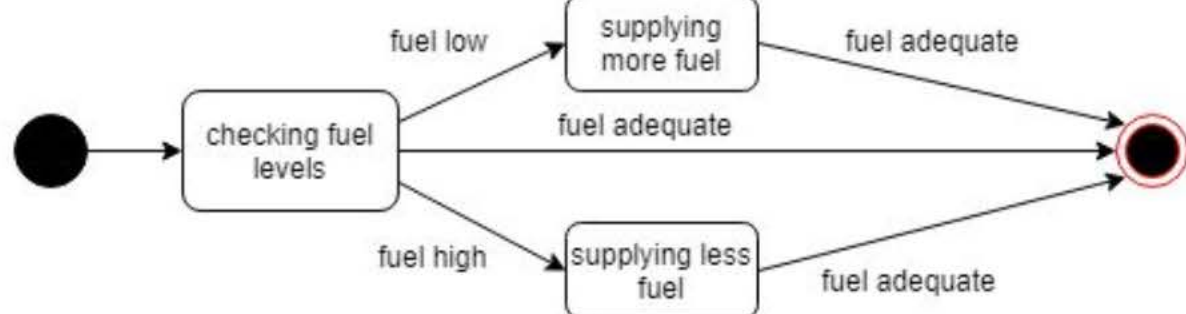 fuel low
supplying
more fuel
fuel adequate
checking fuel
levels
fuel adequate
fuel high
supplying less
fuel
fuel adequate